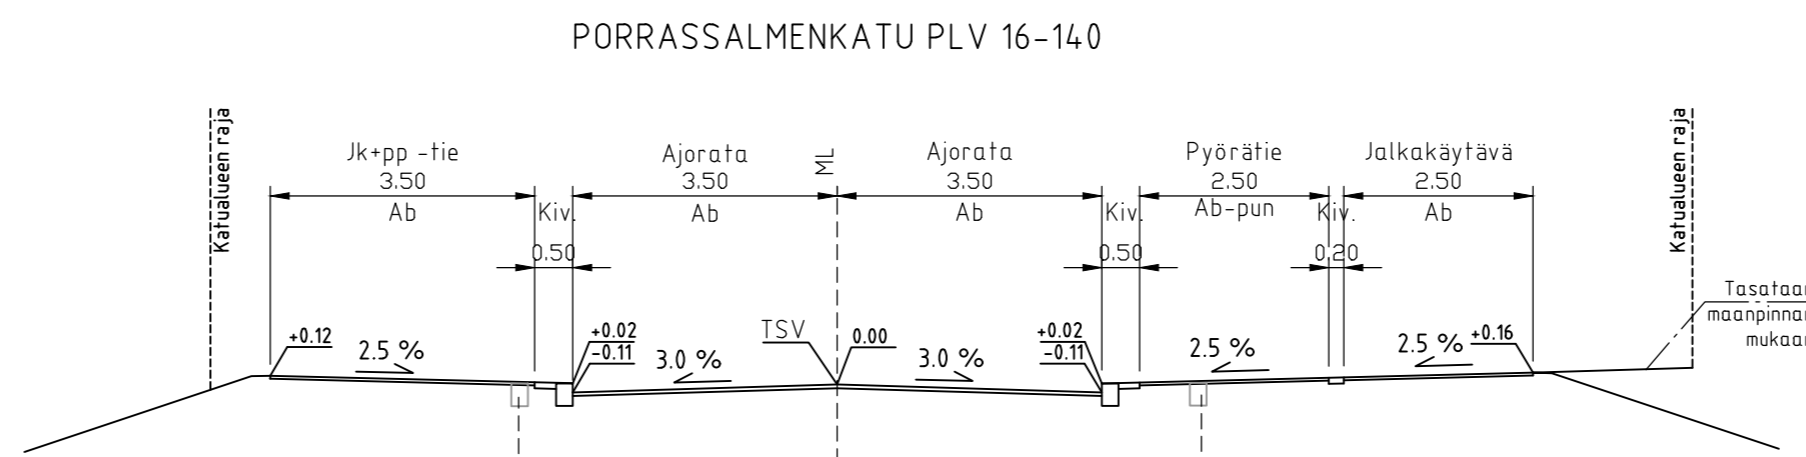 PORRASSALMENKATU PLV 16-140
Katualueen raja
Jk+pp -tie
3.50
Ab
Kiv.
0.50
Ajorata
3.50
Ab
ML
Ajorata
3.50
Ab
Kiv.
0.50
Pyörätie
2.50
Ab-pun
Kiv.
0.20
Jalkakäytävä
2.50
Ab
Katualueen raja
Tasataan
maanpinnan
mukaan
+0.12
2.5 %
+0.02
-0.11
3.0 %
TSV
0.00
3.0 %
+0.02
-0.11
2.5 %
2.5 %
+0.16